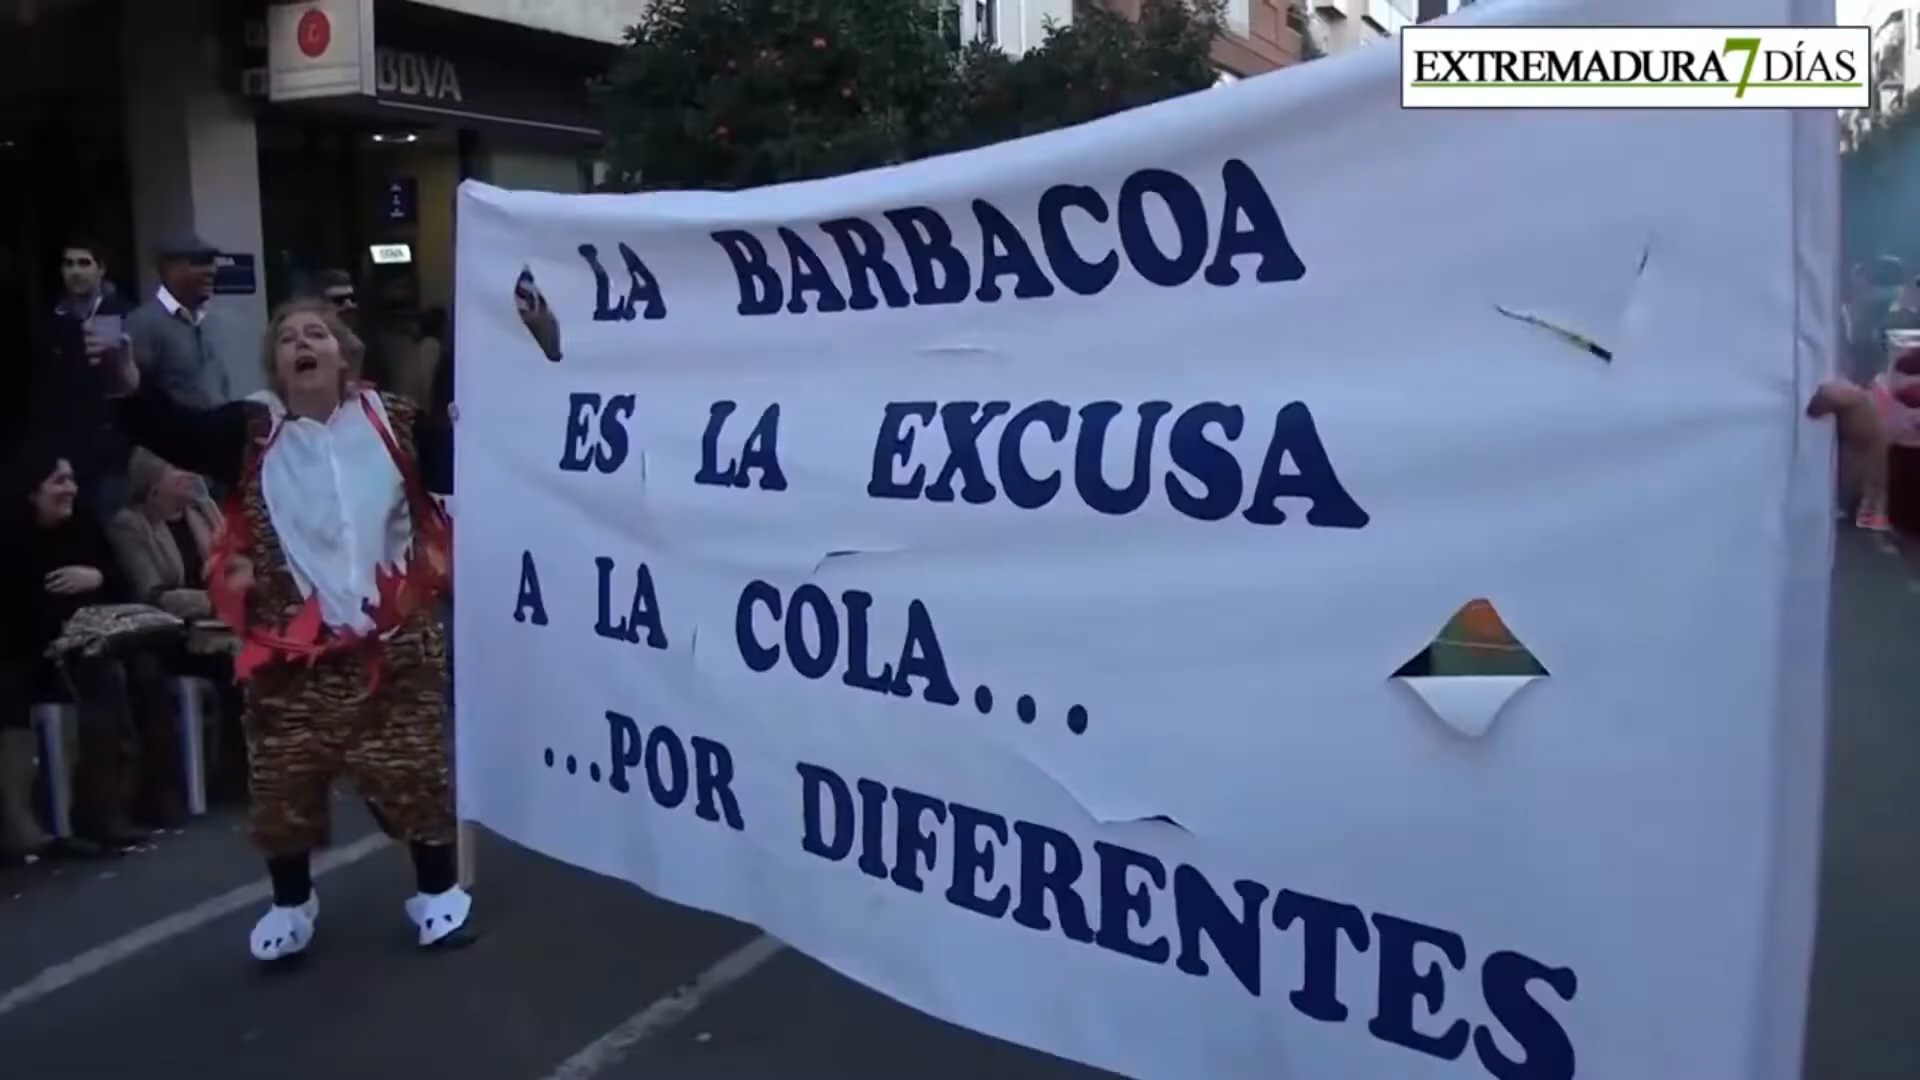 EXTREMADURA7DÍAS
BBVA
LA BARBACOA
ES LA EXCUSA
A LA COLA...
...POR DIFERENTES